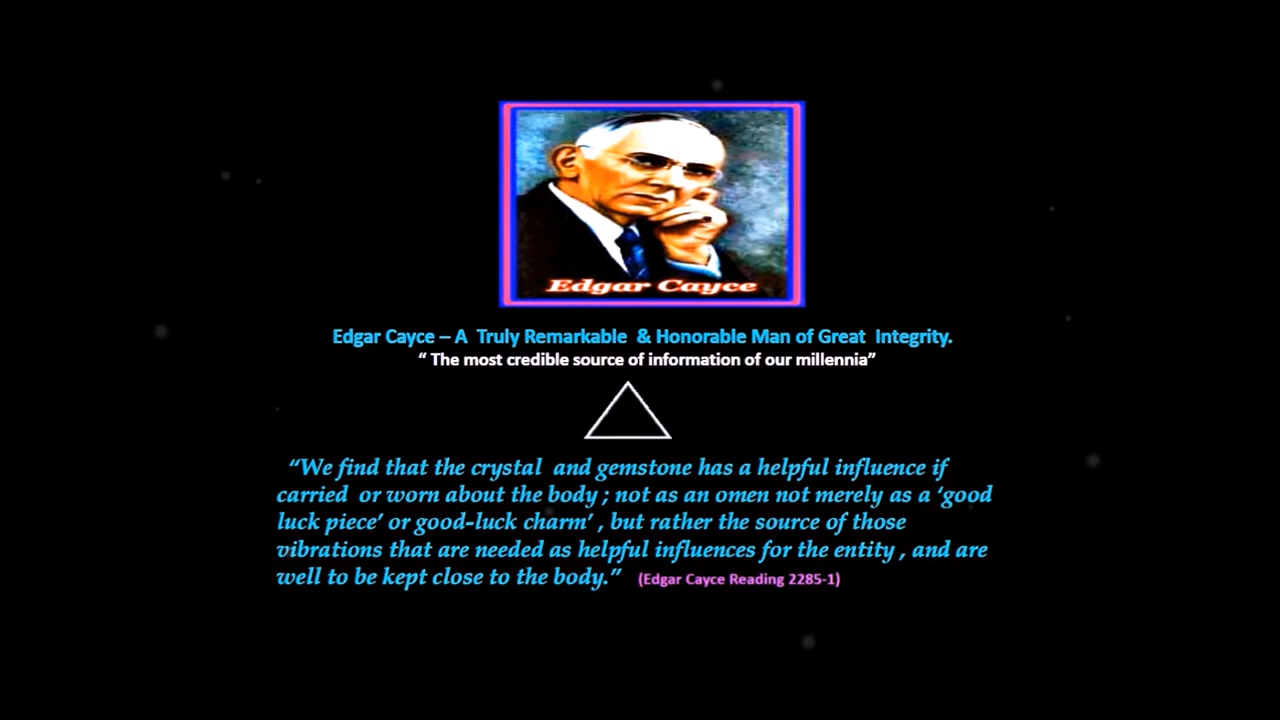 Edgar Cayce
Edgar Cayce – A Truly Remarkable & Honorable Man of Great Integrity.
“ The most credible source of information of our millennia”
“We find that the crystal and gemstone has a helpful influence if
carried or worn about the body ; not as an omen not merely as a ‘good
luck piece’ or good-luck charm’ , but rather the source of those
vibrations that are needed as helpful influences for the entity , and are
well to be kept close to the body.” (Edgar Cayce Reading 2285-1)